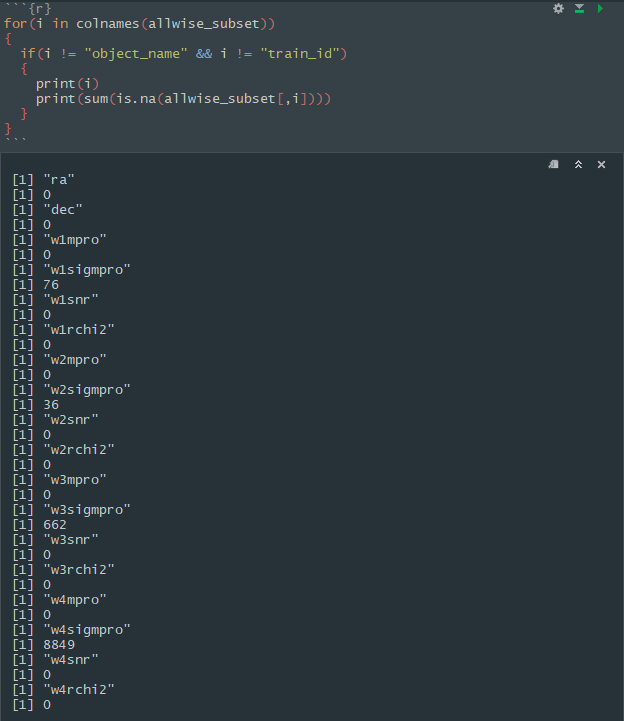 ```{r}
for(i in colnames(allwise_subset))
{
  if(i != "object_name" && i != "train_id")
  {
    print(i)
    print(sum(is.na(allwise_subset[,i])))
  }
}
```
[1] "ra"
[1] 0
[1] "dec"
[1] 0
[1] "w1mpro"
[1] 0
[1] "w1sigmpro"
[1] 76
[1] "w1snr"
[1] 0
[1] "w1rchi2"
[1] 0
[1] "w2mpro"
[1] 0
[1] "w2sigmpro"
[1] 36
[1] "w2snr"
[1] 0
[1] "w2rchi2"
[1] 0
[1] "w3mpro"
[1] 0
[1] "w3sigmpro"
[1] 662
[1] "w3snr"
[1] 0
[1] "w3rchi2"
[1] 0
[1] "w4mpro"
[1] 0
[1] "w4sigmpro"
[1] 8849
[1] "w4snr"
[1] 0
[1] "w4rchi2"
[1] 0